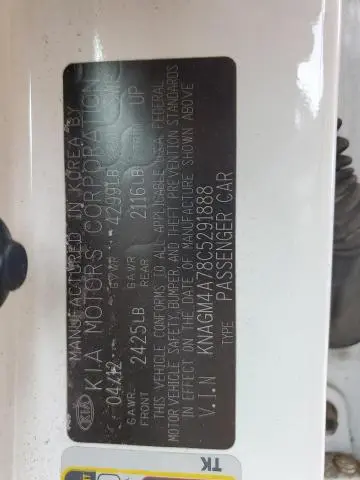 MANUFACTURED IN KOREA BY
KIA KIA MOTORS CORPORATION
04/12 GVWR 4299LB
GAWR FRONT 2425LB GAWR REAR 2116LB UP
THIS VEHICLE CONFORMS TO ALL APPLICABLE U.S.A. FEDERAL
MOTOR VEHICLE SAFETY, BUMPER, AND THEFT PREVENTION STANDARDS
IN EFFECT ON THE DATE OF MANUFACTURE SHOWN ABOVE
V.I.N KNAGM4A78C5291888
TYPE PASSENGER CAR
TK